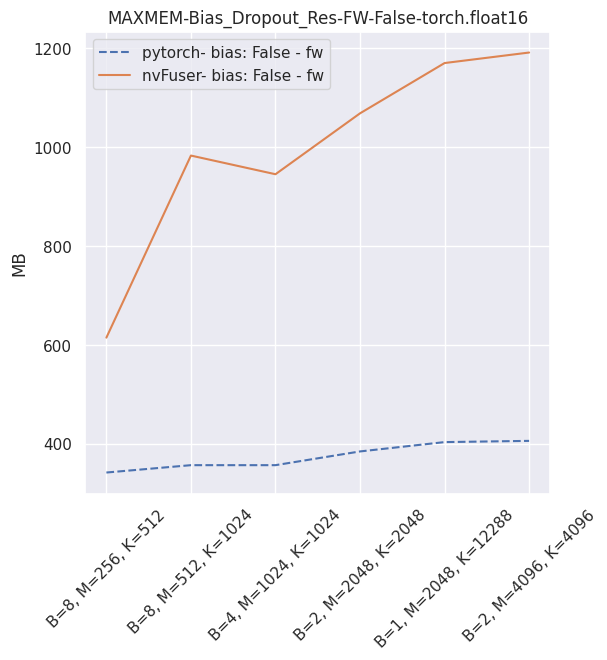 MAXMEM-Bias_Dropout_Res-FW-False-torch.float16
pytorch- bias: False - fw
nvFuser- bias: False - fw
1200
1000
800
600
400
MB
B=8, M=256, K=512
B=8, M=512, K=1024
B=4, M=1024, K=1024
B=2, M=2048, K=2048
B=1, M=2048, K=12288
B=2, M=4096, K=4096